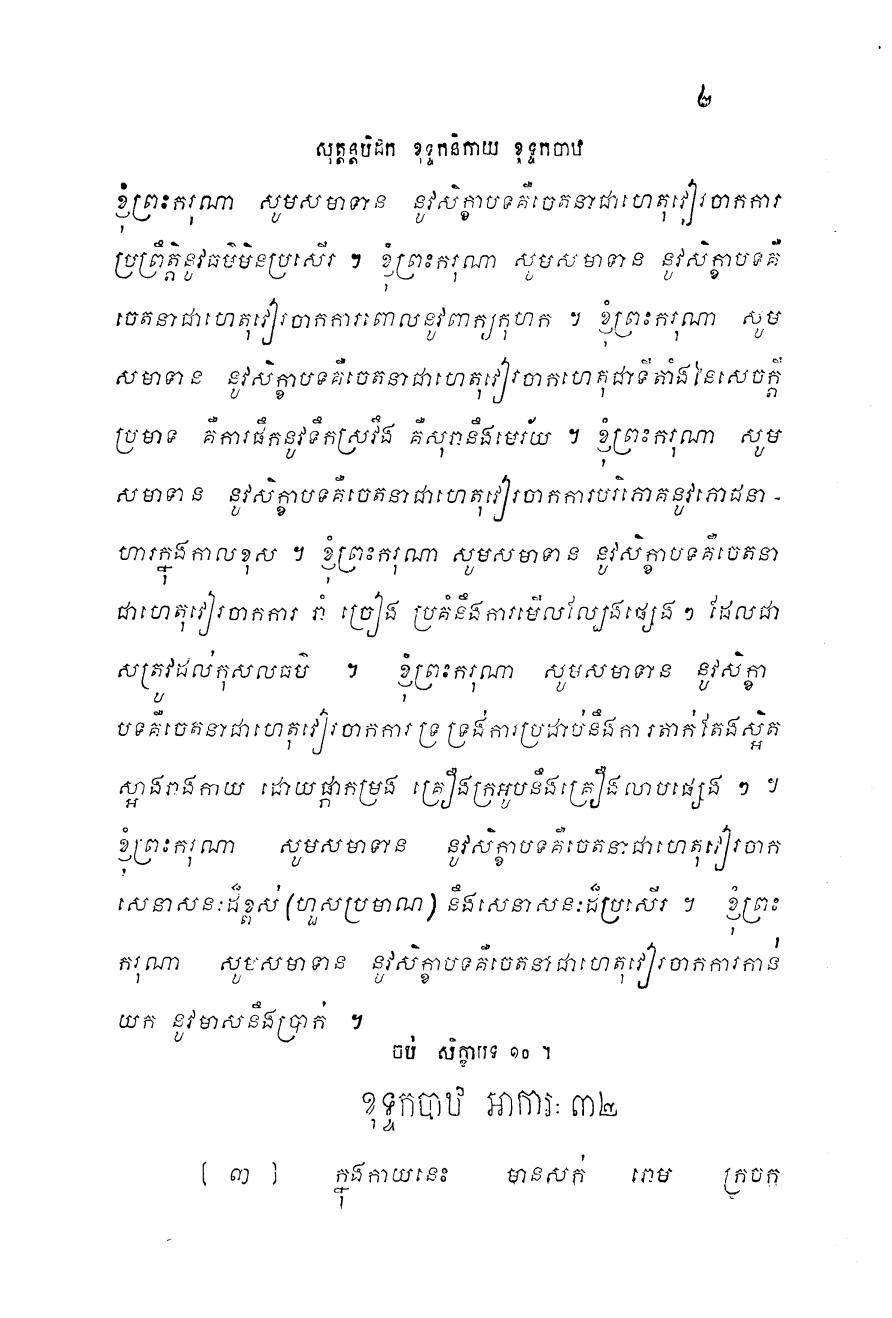 ៤
សុត្តន្តបិដក ខុទ្ទកនិកាយ ខុទ្ទកបាឋ
ខ្ញុំព្រះករុណា សូមសមាទាន នូវសិក្ខាបទគឺចេតនាជាហេតុវៀរចាកការ
ប្រព្រឹត្តិនូវធម៌មិនប្រសើរ ។ ខ្ញុំព្រះករុណា សូមសមាទាន នូវសិក្ខាបទគឺ
ចេតនាជាហេតុវៀរចាកការពោលនូវពាក្យកុហក ។ ខ្ញុំព្រះករុណា សូម
សមាទាន នូវសិក្ខាបទគឺចេតនាជាហេតុវៀរចាកហេតុជាទីតាំងនៃសេចក្តី
ប្រមាទ គឺការផឹកនូវទឹកស្រវឹង គឺសុរានឹងមេរ័យ ។ ខ្ញុំព្រះករុណា សូម
សមាទាន នូវសិក្ខាបទគឺចេតនាជាហេតុវៀរចាកការបរិភោគនូវភោជនា-
ហារក្នុងកាលខុស ។ ខ្ញុំព្រះករុណា សូមសមាទាន នូវសិក្ខាបទគឺចេតនា
ជាហេតុវៀរចាកការ រាំ ច្រៀង ប្រគំនឹងការមើលល្បែងផ្សេងៗ ដែលជា
សត្រូវដល់កុសលធម៌ ។ ខ្ញុំព្រះករុណា សូមសមាទាន នូវសិក្ខា
បទគឺចេតនាជាហេតុវៀរចាកការ ទ្រ ទ្រង់ការប្រដាប់នឹងការតាក់តែងស្អិត
ស្អាងរាងកាយ ដោយផ្កាកម្រង គ្រឿងក្រអូបនឹងគ្រឿងលាបផ្សេង ៗ ។
ខ្ញុំព្រះករុណា សូមសមាទាន នូវសិក្ខាបទគឺចេតនាជាហេតុវៀរចាក
សេនាសនៈដ៏ខ្ពស់ (ហួសប្រមាណ) នឹងសេនាសនៈដ៏ប្រសើរ ។ ខ្ញុំព្រះ
ករុណា សូមសមាទាន នូវសិក្ខាបទគឺចេតនាជាហេតុវៀរចាកការកាន់
យក នូវមាសនឹងប្រាក់ ។
ចប់ សិក្ខាបទ ១០ ។
ខុទ្ទកបាឋ អាការៈ ៣២
[ ៣ ] ក្នុងកាយនេះ មានសក់ រោម ក្រចក